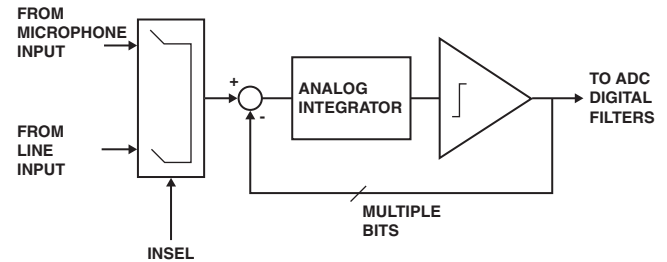 FROM
MICROPHONE
INPUT
FROM
LINE
INPUT
INSEL
+
-
ANALOG
INTEGRATOR
TO ADC
DIGITAL
FILTERS
MULTIPLE
BITS